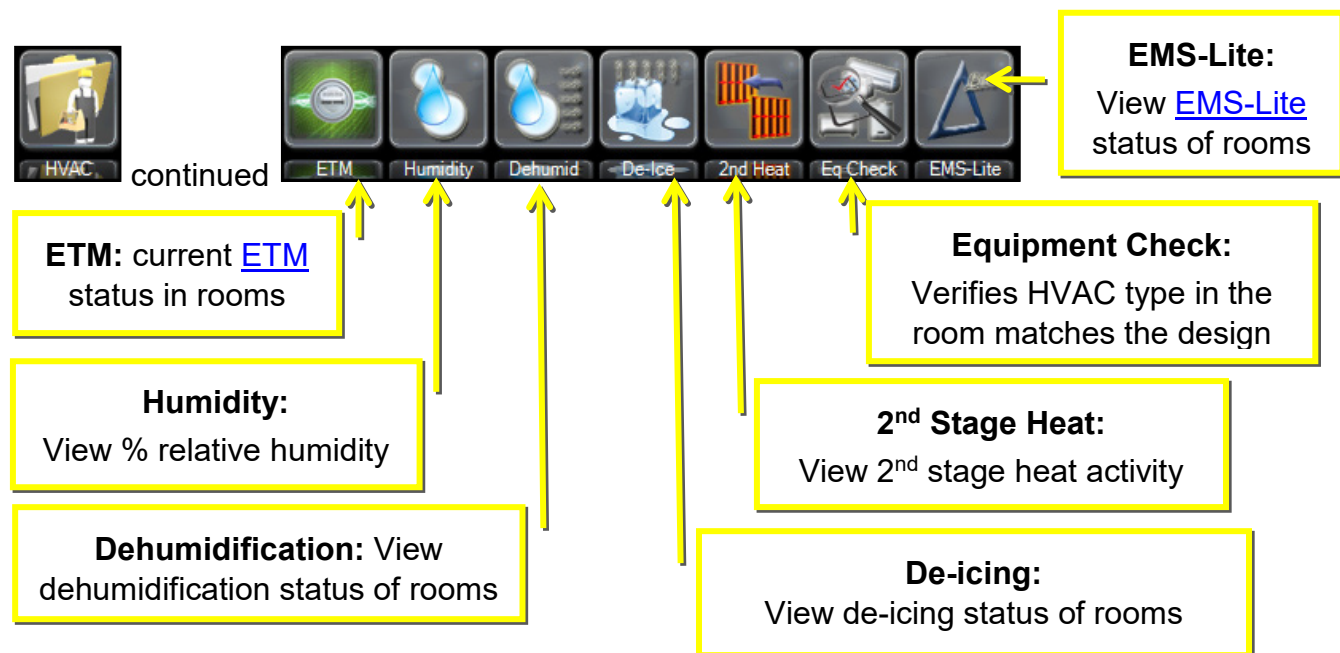 HVAC
continued
ETM
Humidity
Dehumid
De-Ice
2nd Heat
Eq Check
EMS-Lite
EMS-Lite:
View EMS-Lite
status of rooms
ETM: current ETM
status in rooms
Equipment Check:
Verifies HVAC type in the
room matches the design
Humidity:
View % relative humidity
2nd Stage Heat:
View 2nd stage heat activity
Dehumidification: View
dehumidification status of rooms
De-icing:
View de-icing status of rooms